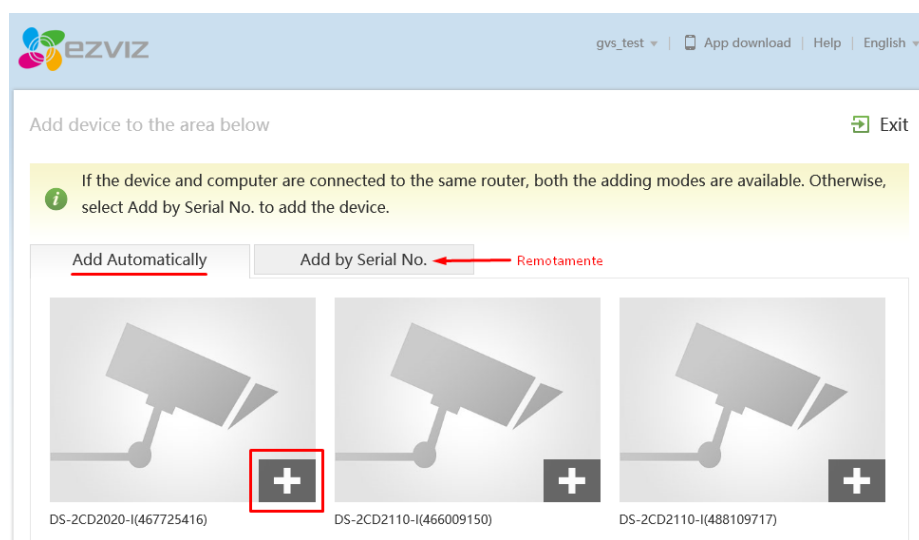 ezviz
gvs_test | App download | Help | English
Add device to the area below
Exit
If the device and computer are connected to the same router, both the adding modes are available. Otherwise,
select Add by Serial No. to add the device.
Add Automatically
Add by Serial No.
Remotamente
DS-2CD2020-I(467725416)
DS-2CD2110-I(466009150)
DS-2CD2110-I(488109717)